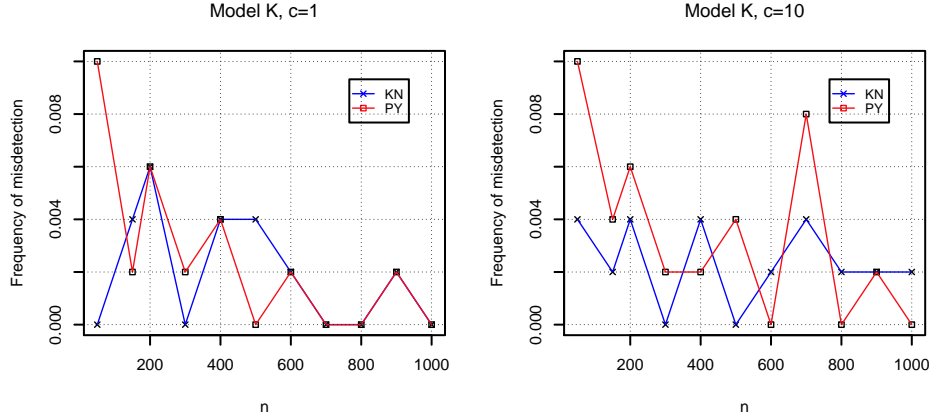 Model K, c=1
Frequency of misdetection
0.000
0.004
0.008
KN
PY
200
400
600
800
1000
n
Model K, c=10
Frequency of misdetection
0.000
0.004
0.008
KN
PY
200
400
600
800
1000
n